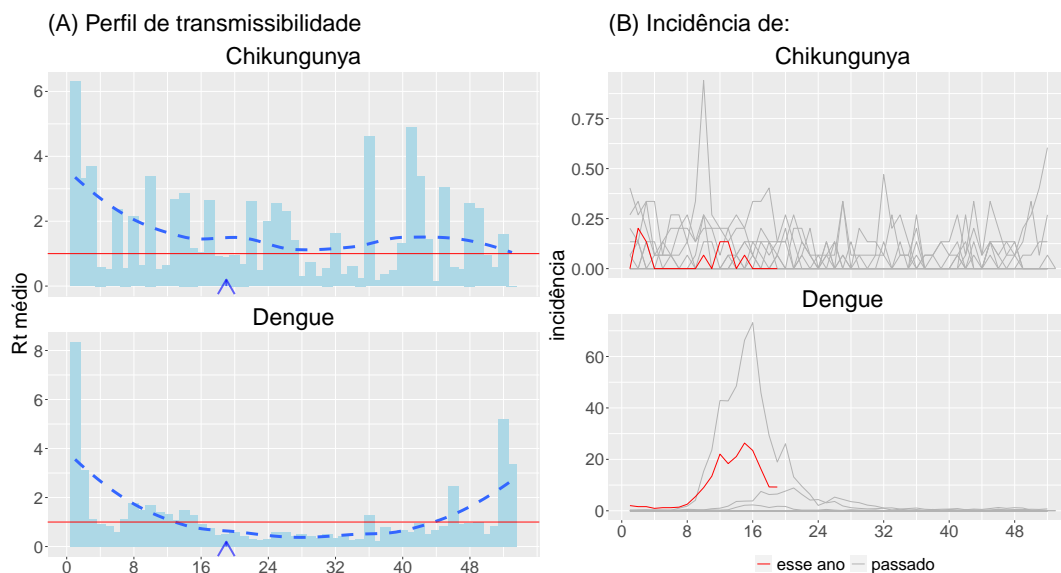 (A) Perfil de transmissibilidade
Chikungunya
6
4
2
0
Dengue
8
6
4
2
0
0 8 16 24 32 40 48
Rt médio
(B) Incidência de:
Chikungunya
0.75
0.50
0.25
0.00
Dengue
60
40
20
0
0 8 16 24 32 40 48
incidência
esse ano passado